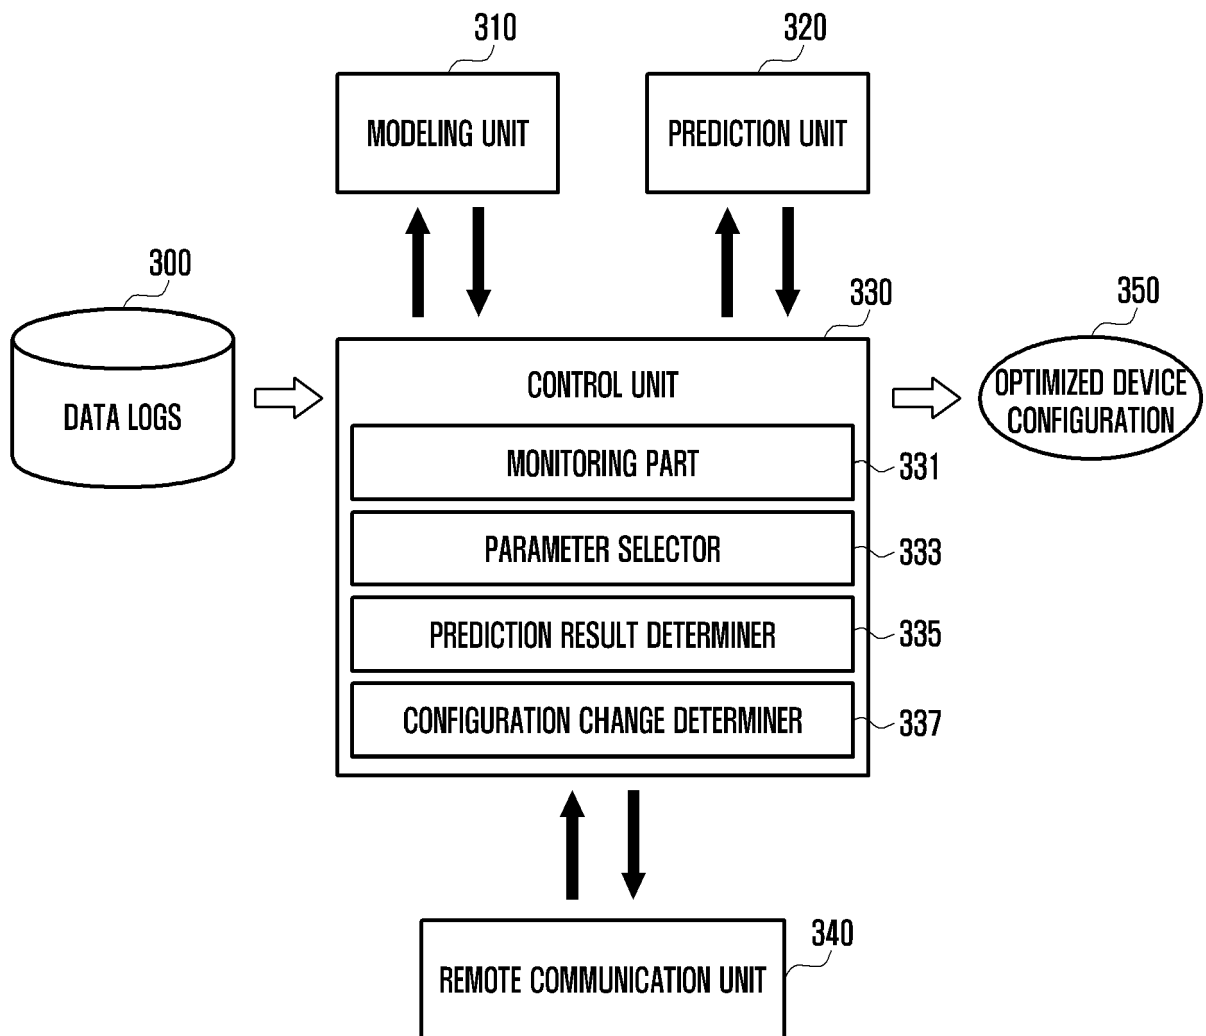 310
320
MODELING UNIT
PREDICTION UNIT
300
330
350
DATA LOGS
CONTROL UNIT
OPTIMIZED DEVICE
CONFIGURATION
MONITORING PART
331
PARAMETER SELECTOR
333
PREDICTION RESULT DETERMINER
335
CONFIGURATION CHANGE DETERMINER
337
340
REMOTE COMMUNICATION UNIT